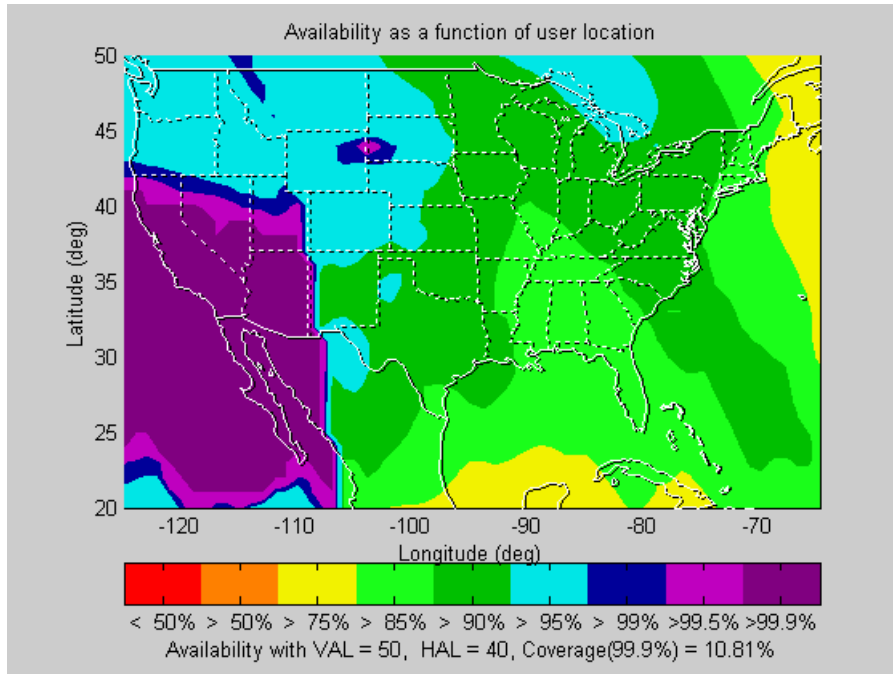 Availability as a function of user location
50
45
40
35
30
25
20
Latitude (deg)
-120 -110 -100 -90 -80 -70
Longitude (deg)
< 50% > 50% > 75% > 85% > 90% > 95% > 99% >99.5% >99.9%
Availability with VAL = 50, HAL = 40, Coverage(99.9%) = 10.81%